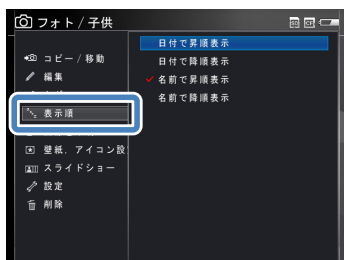 フォト / 子供
コピー / 移動
編集
表示順
壁紙, アイコン設
スライドショー
設定
削除
日付で昇順表示
日付で降順表示
名前で昇順表示
名前で降順表示